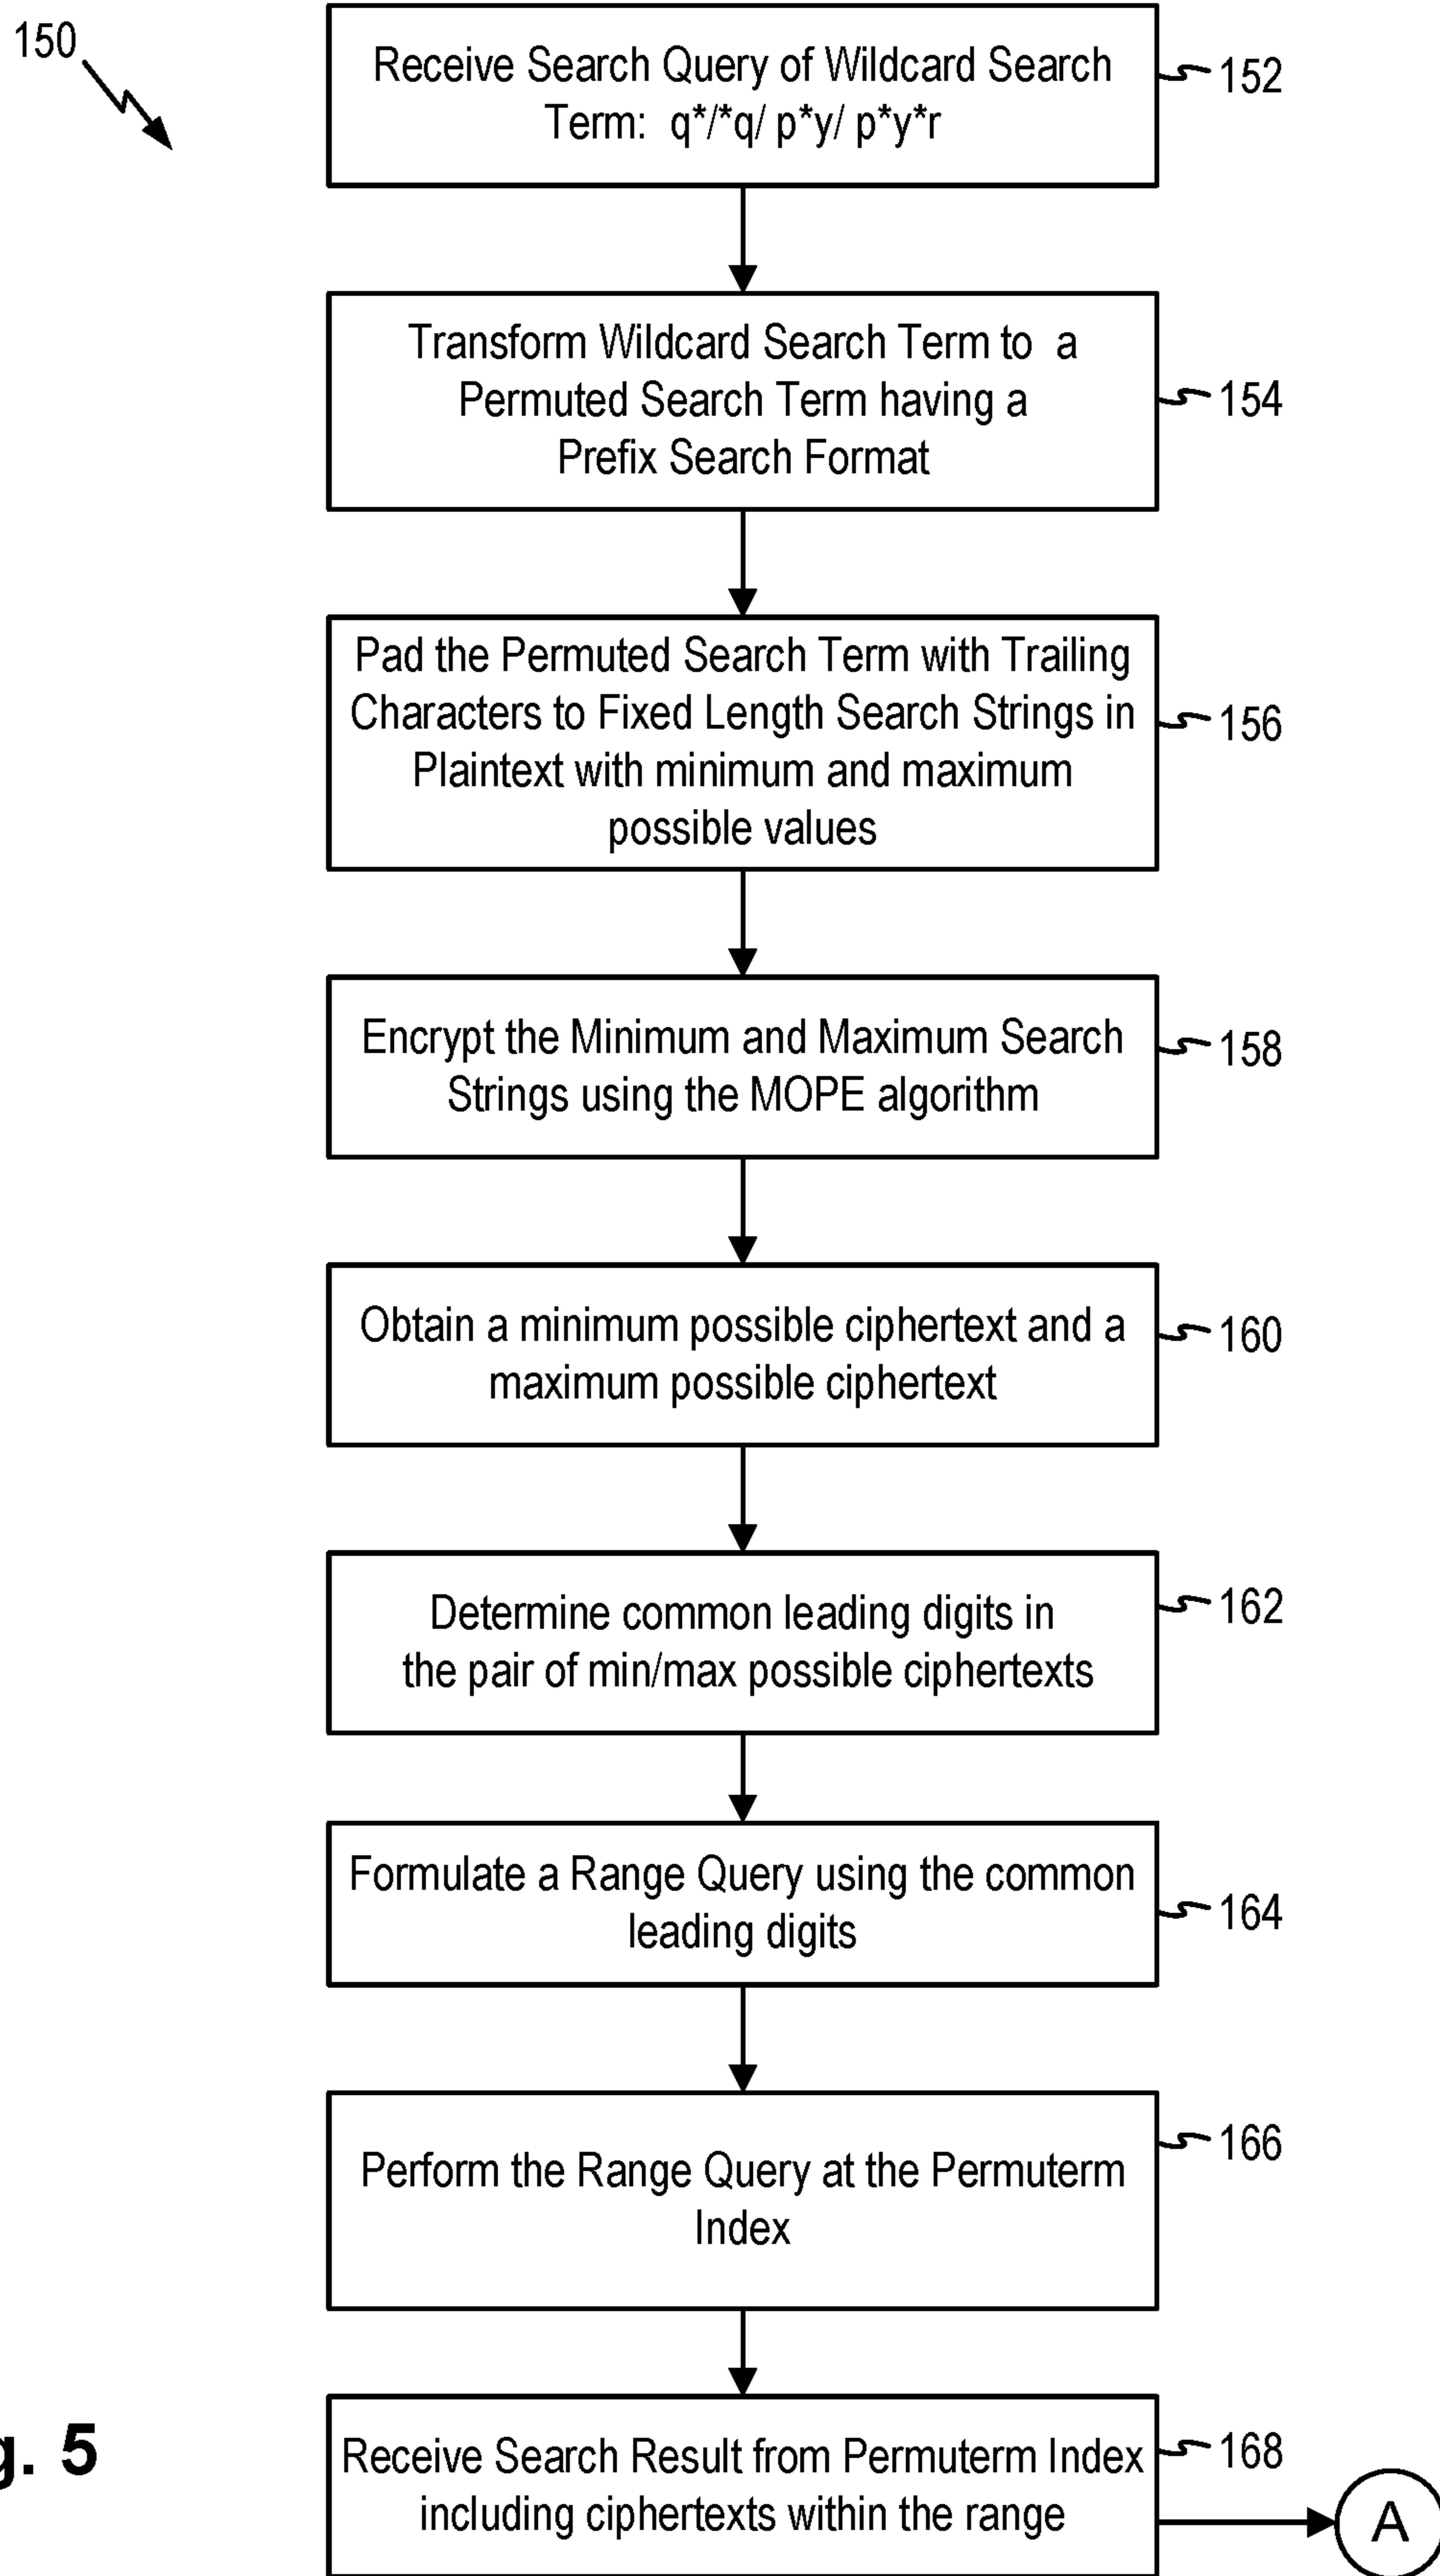 150
Receive Search Query of Wildcard Search
Term: q*/*q/ p*y/ p*y*r
152
Transform Wildcard Search Term to a
Permuted Search Term having a
Prefix Search Format
154
Pad the Permuted Search Term with Trailing
Characters to Fixed Length Search Strings in
Plaintext with minimum and maximum
possible values
156
Encrypt the Minimum and Maximum Search
Strings using the MOPE algorithm
158
Obtain a minimum possible ciphertext and a
maximum possible ciphertext
160
Determine common leading digits in
the pair of min/max possible ciphertexts
162
Formulate a Range Query using the common
leading digits
164
Perform the Range Query at the Permuterm
Index
166
Receive Search Result from Permuterm Index
including ciphertexts within the range
168
A
g. 5